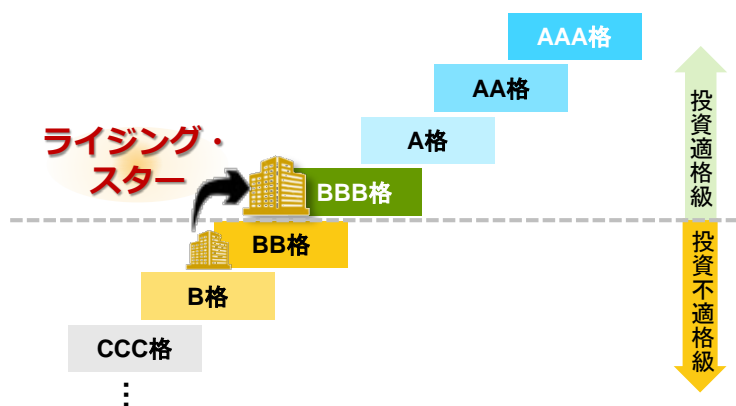 AAA格
AA格
A格
ライジング・
スター
BBB格
BB格
B格
CCC格
⋮
投資適格級
投資不適格級